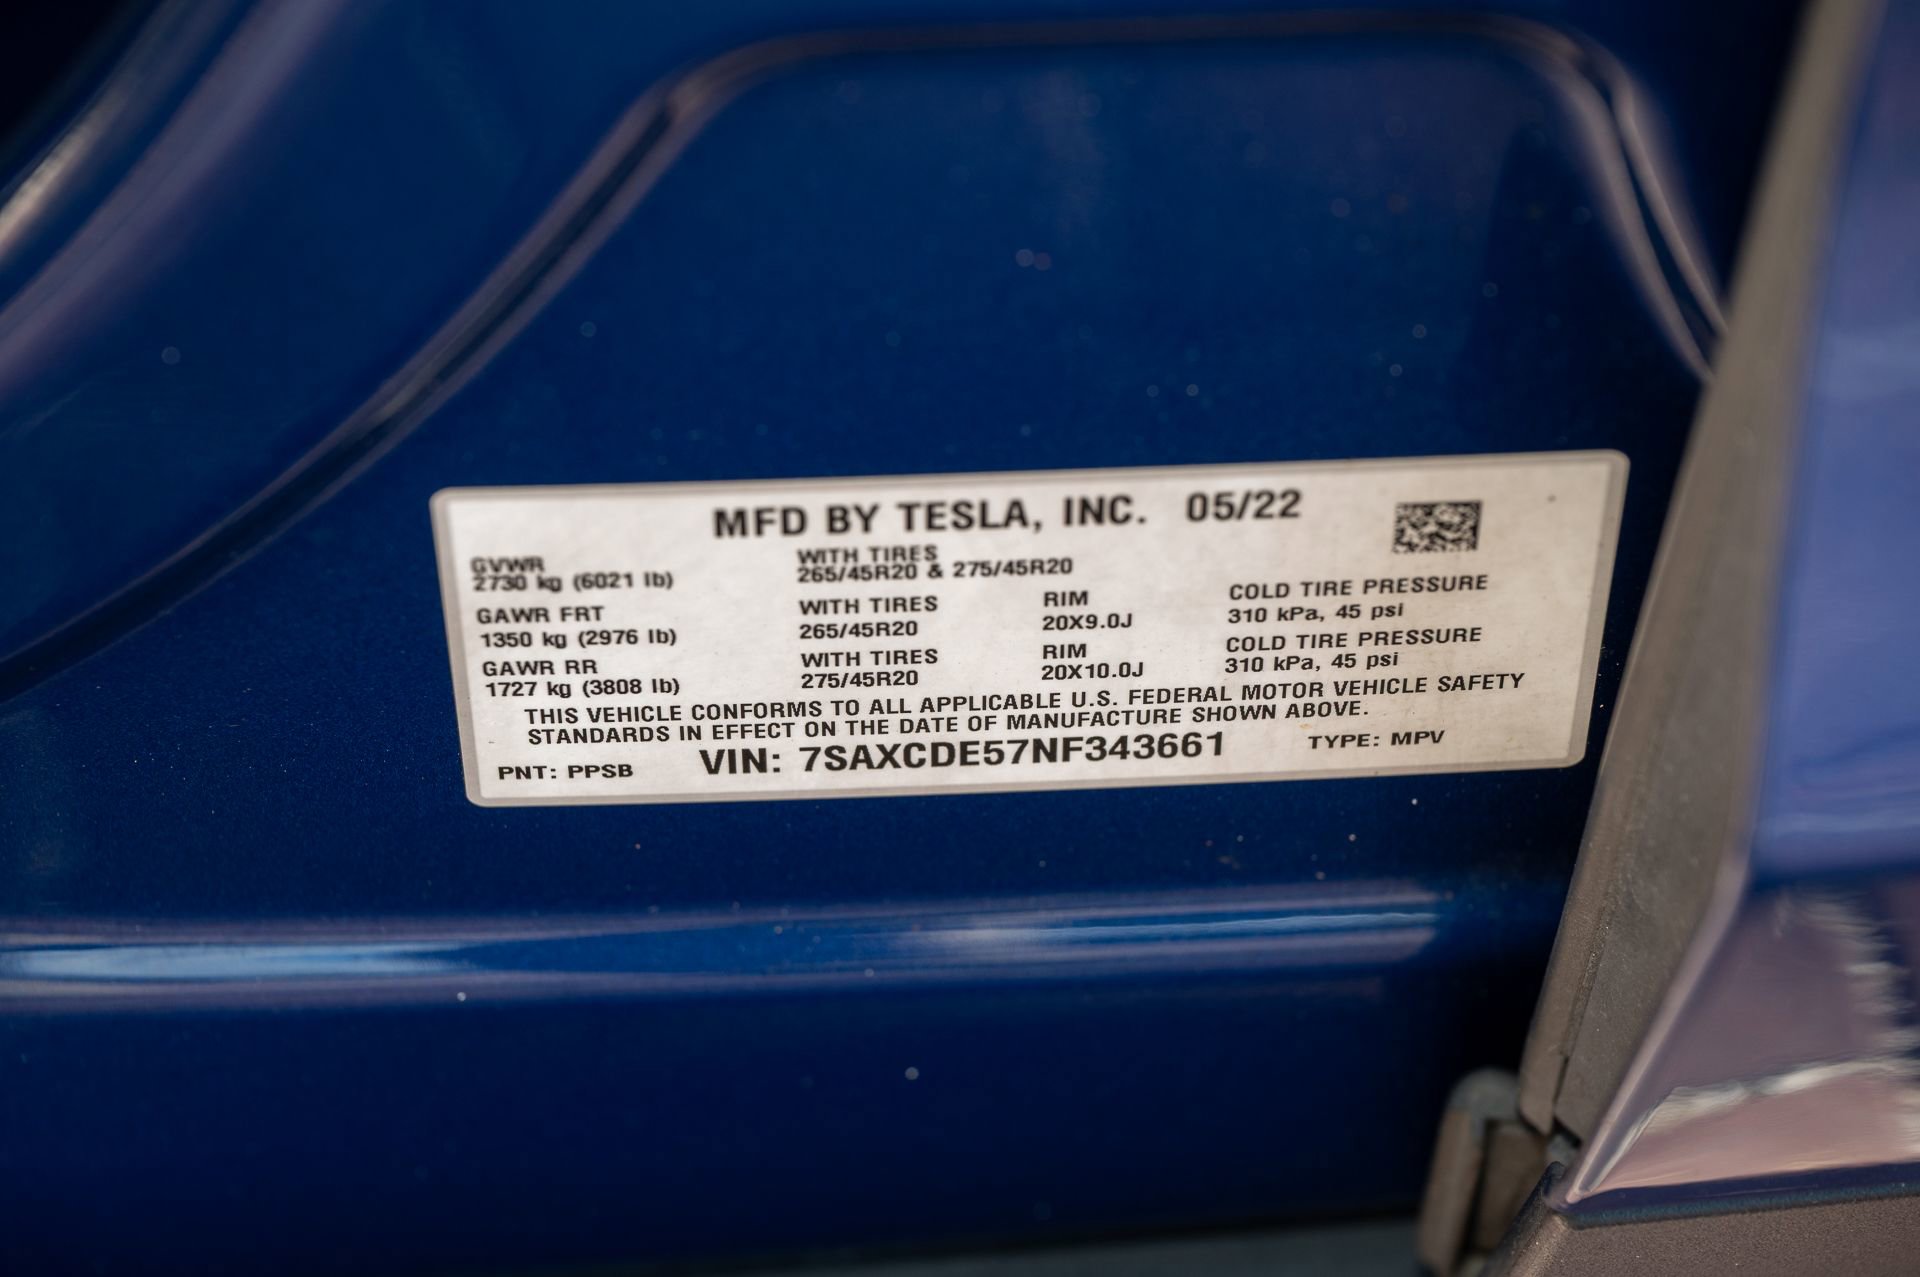 MFD BY TESLA, INC. 05/22
GVWR WITH TIRES
2730 kg (6021 lb) 265/45R20 & 275/45R20
GAWR FRT WITH TIRES RIM COLD TIRE PRESSURE
1350 kg (2976 lb) 265/45R20 20X9.0J 310 kPa, 45 psi
GAWR RR WITH TIRES RIM COLD TIRE PRESSURE
1727 kg (3808 lb) 275/45R20 20X10.0J 310 kPa, 45 psi
THIS VEHICLE CONFORMS TO ALL APPLICABLE U.S. FEDERAL MOTOR VEHICLE SAFETY
STANDARDS IN EFFECT ON THE DATE OF MANUFACTURE SHOWN ABOVE.
PNT: PPSB VIN: 7SAXCDE57NF343661 TYPE: MPV